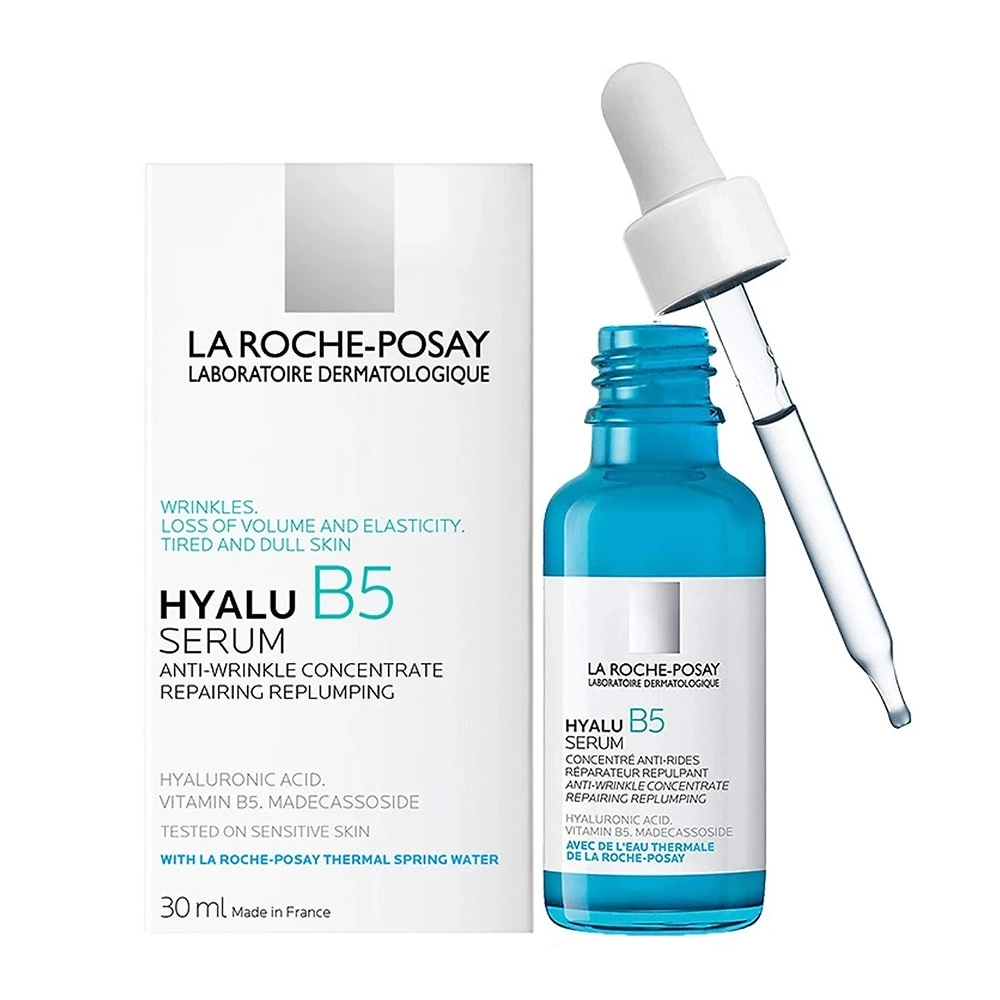 LA ROCHE-POSAY
LABORATOIRE DERMATOLOGIQUE
WRINKLES.
LOSS OF VOLUME AND ELASTICITY.
TIRED AND DULL SKIN
HYALU B5
SERUM
ANTI-WRINKLE CONCENTRATE
REPAIRING REPLUMPING
HYALURONIC ACID.
VITAMIN B5. MADECASSOSIDE
TESTED ON SENSITIVE SKIN
WITH LA ROCHE-POSAY THERMAL SPRING WATER
30 ml Made in France
LA ROCHE-POSAY
LABORATOIRE DERMATOLOGIQUE
HYALU B5
SERUM
CONCENTRÉ ANTI-RIDES
RÉPARATEUR REPULPANT
ANTI-WRINKLE CONCENTRATE
REPAIRING REPLUMPING
HYALURONIC ACID.
VITAMIN B5. MADECASSOSIDE
AVEC DE L'EAU THERMALE
DE LA ROCHE-POSAY